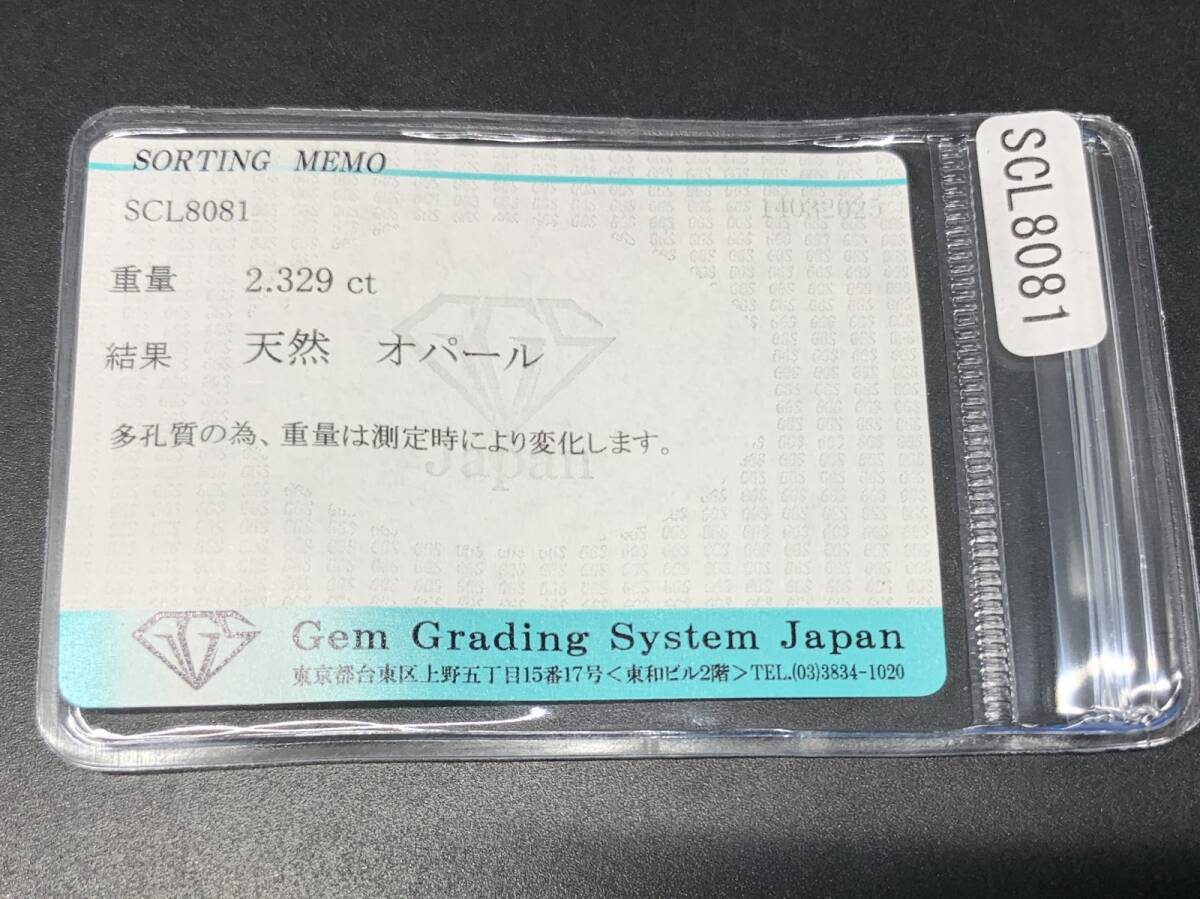 SORTING MEMO
SCL8081 14032025
重量 2.329 ct
結果 天然 オパール
多孔質の為、重量は測定時により変化します。
Japan
GGS Gem Grading System Japan
東京都台東区上野五丁目15番17号<東和ビル2階>TEL.(03)3834-1020
SCL8081